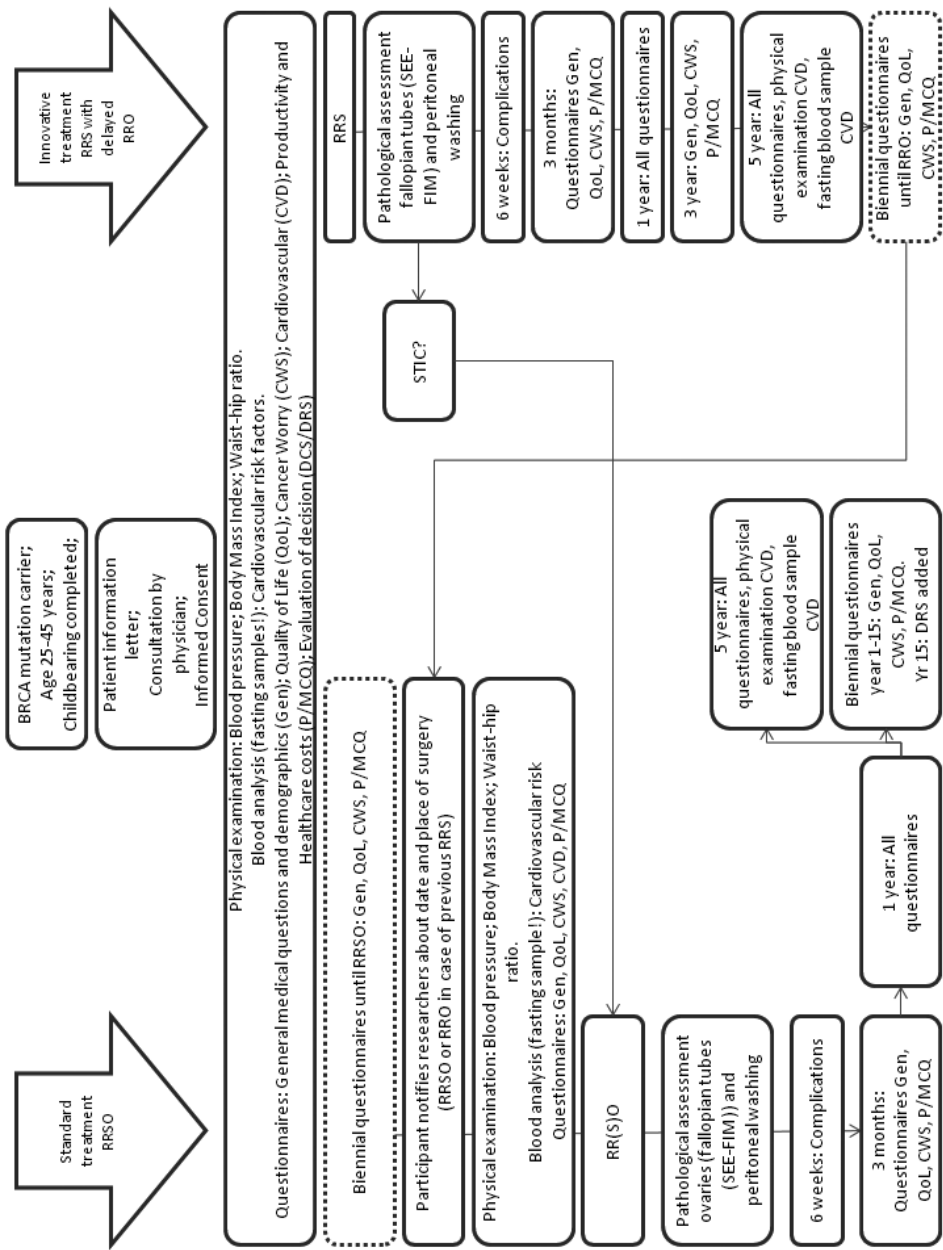 Standard
treatment
RRSO
BRCA mutation carrier;
Age 25-45 years;
Childbearing completed;
Patient information
letter;
Consultation by
physician;
Informed Consent
Innovative
treatment
RRS with
delayed
RRO
Physical examination: Blood pressure; Body Mass Index; Waist-hip ratio.
Blood analysis (fasting samples!): Cardiovascular risk factors.
Questionnaires: General medical questions and demographics (Gen); Quality of Life (QoL); Cancer Worry (CWS); Cardiovascular (CVD); Productivity and
Healthcare costs (P/MCQ); Evaluation of decision (DCS/DRS)
Biennial questionnaires until RRSO: Gen, QoL, CWS, P/MCQ
Participant notifies researchers about date and place of surgery
(RRSO or RRO in case of previous RRS)
Physical examination: Blood pressure; Body Mass Index; Waist-hip
ratio.
Blood analysis (fasting sample!): Cardiovascular risk
Questionnaires: Gen, QoL, CWS, CVD, P/MCQ
RR(S)O
Pathological assessment
ovaries (fallopian tubes
(SEE-FIM)) and
peritoneal washing
6 weeks: Complications
3 months:
Questionnaires Gen,
QoL, CWS, P/MCQ
1 year: All
questionnaires
5 year: All
questionnaires, physical
examination CVD,
fasting blood sample
CVD
Biennial questionnaires
year 1-15: Gen, QoL,
CWS, P/MCQ.
Yr 15: DRS added
STIC?
RRS
Pathological assessment
fallopian tubes (SEE-
FIM) and peritoneal
washing
6 weeks: Complications
3 months:
Questionnaires Gen,
QoL, CWS, P/MCQ
1 year: All questionnaires
3 year: Gen, QoL, CWS,
P/MCQ
5 year: All
questionnaires, physical
examination CVD,
fasting blood sample
CVD
Biennial questionnaires
until RRO: Gen, QoL,
CWS, P/MCQ